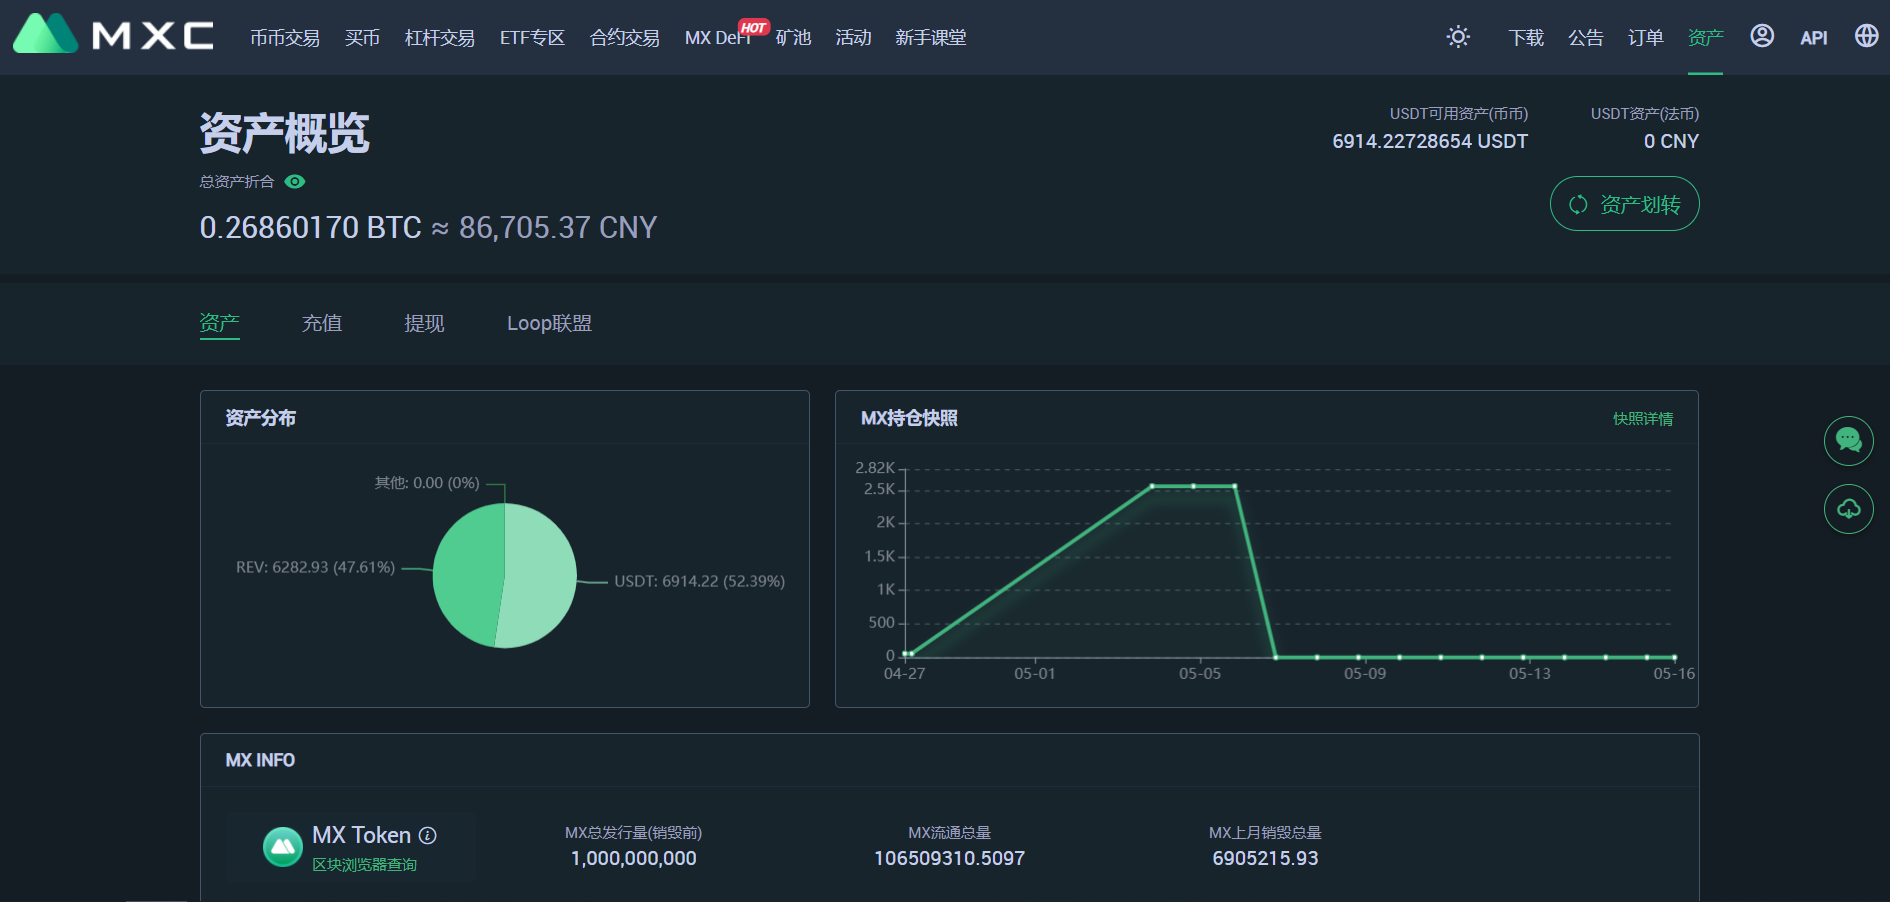 MXC 币币交易 买币 杠杆交易 ETF专区 合约交易 MX DeFi HOT 矿池 活动 新手课堂 下载 公告 订单 资产 API
资产概览
USDT可用资产(币币) USDT资产(法币)
6914.22728654 USDT 0 CNY
总资产折合
资产划转
0.26860170 BTC ≈ 86,705.37 CNY
资产 充值 提现 Loop联盟
资产分布
其他: 0.00 (0%)
REV: 6282.93 (47.61%)
USDT: 6914.22 (52.39%)
MX持仓快照 快照详情
2.82K
2.5K
2K
1.5K
1K
500
0
04-27 05-01 05-05 05-09 05-13 05-16
MX INFO
MX Token
区块浏览器查询
MX总发行量(销毁前)
1,000,000,000
MX流通总量
106509310.5097
MX上月销毁总量
6905215.93